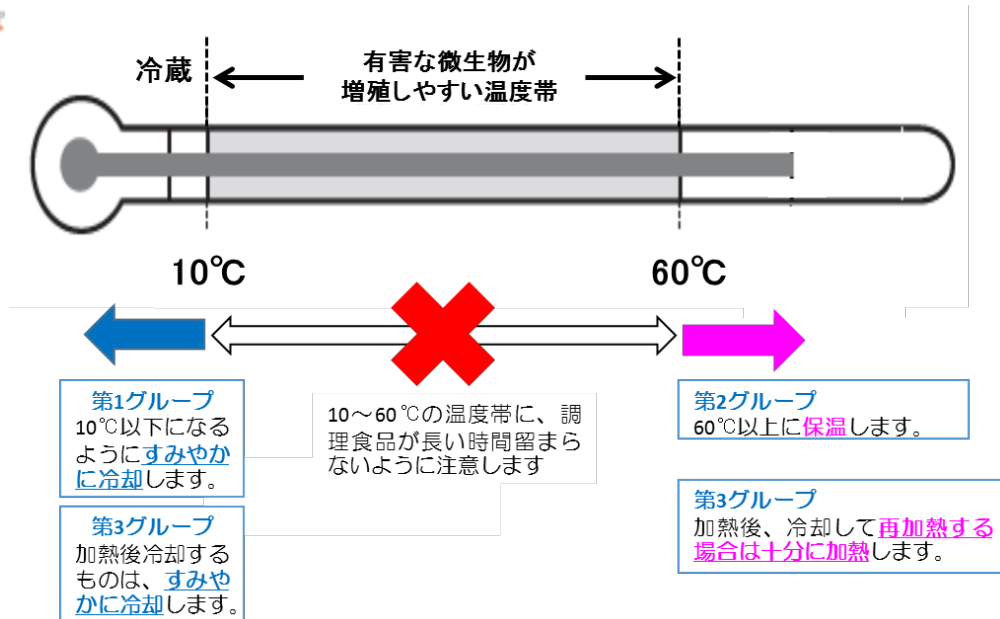 冷蔵
有害な微生物が
増殖しやすい温度帯
10℃
60℃
第1グループ
10℃以下になる
ようにすみやか
に冷却します。
第3グループ
加熱後冷却する
ものは、すみや
かに冷却します。
10～60℃の温度帯に、調
理食品が長い時間留まら
ないように注意します
第2グループ
60℃以上に保温します。
第3グループ
加熱後、冷却して再加熱する
場合は十分に加熱します。